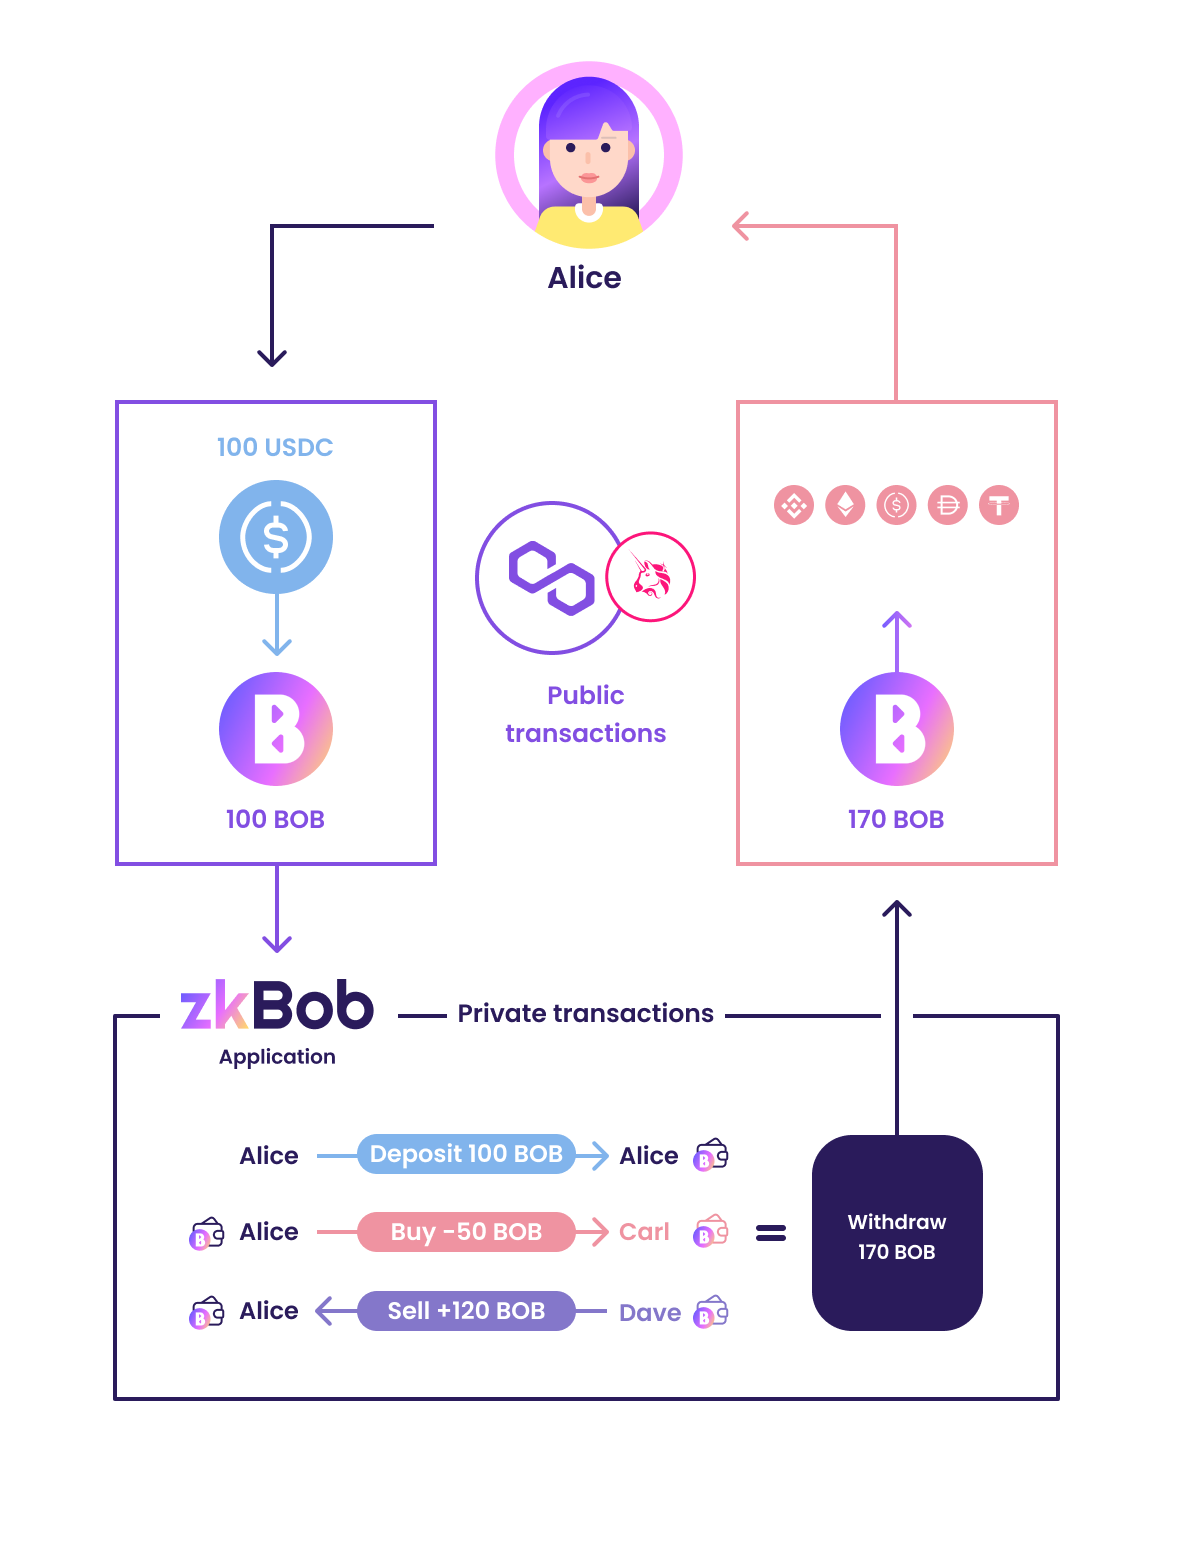 Alice
100 USDC
100 BOB
Public
transactions
170 BOB
zkBob
Application
Private transactions
Alice Deposit 100 BOB Alice
Alice Buy -50 BOB Carl
Alice Sell +120 BOB Dave
=
Withdraw
170 BOB